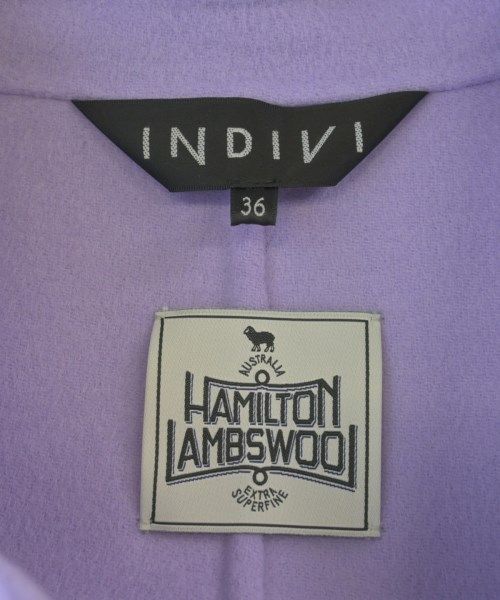 INDIVI
36
AUSTRALIA
HAMILTON
LAMBSWOOL
EXTRA
SUPERFINE